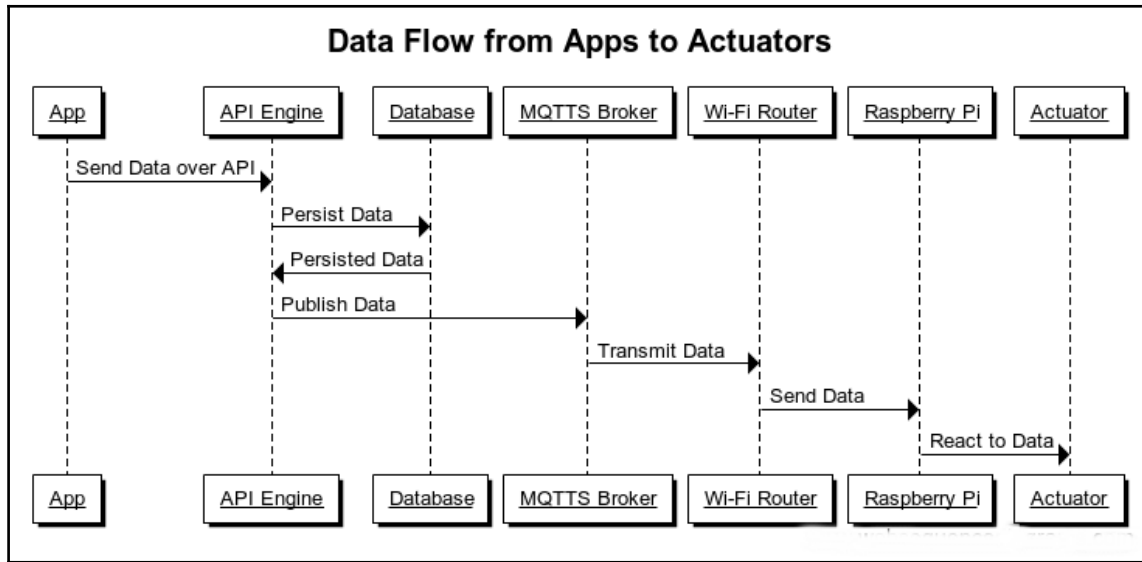 Data Flow from Apps to Actuators
App API Engine Database MQTTS Broker Wi-Fi Router Raspberry Pi Actuator
Send Data over API
Persist Data
Persisted Data
Publish Data
Transmit Data
Send Data
React to Data
App API Engine Database MQTTS Broker Wi-Fi Router Raspberry Pi Actuator